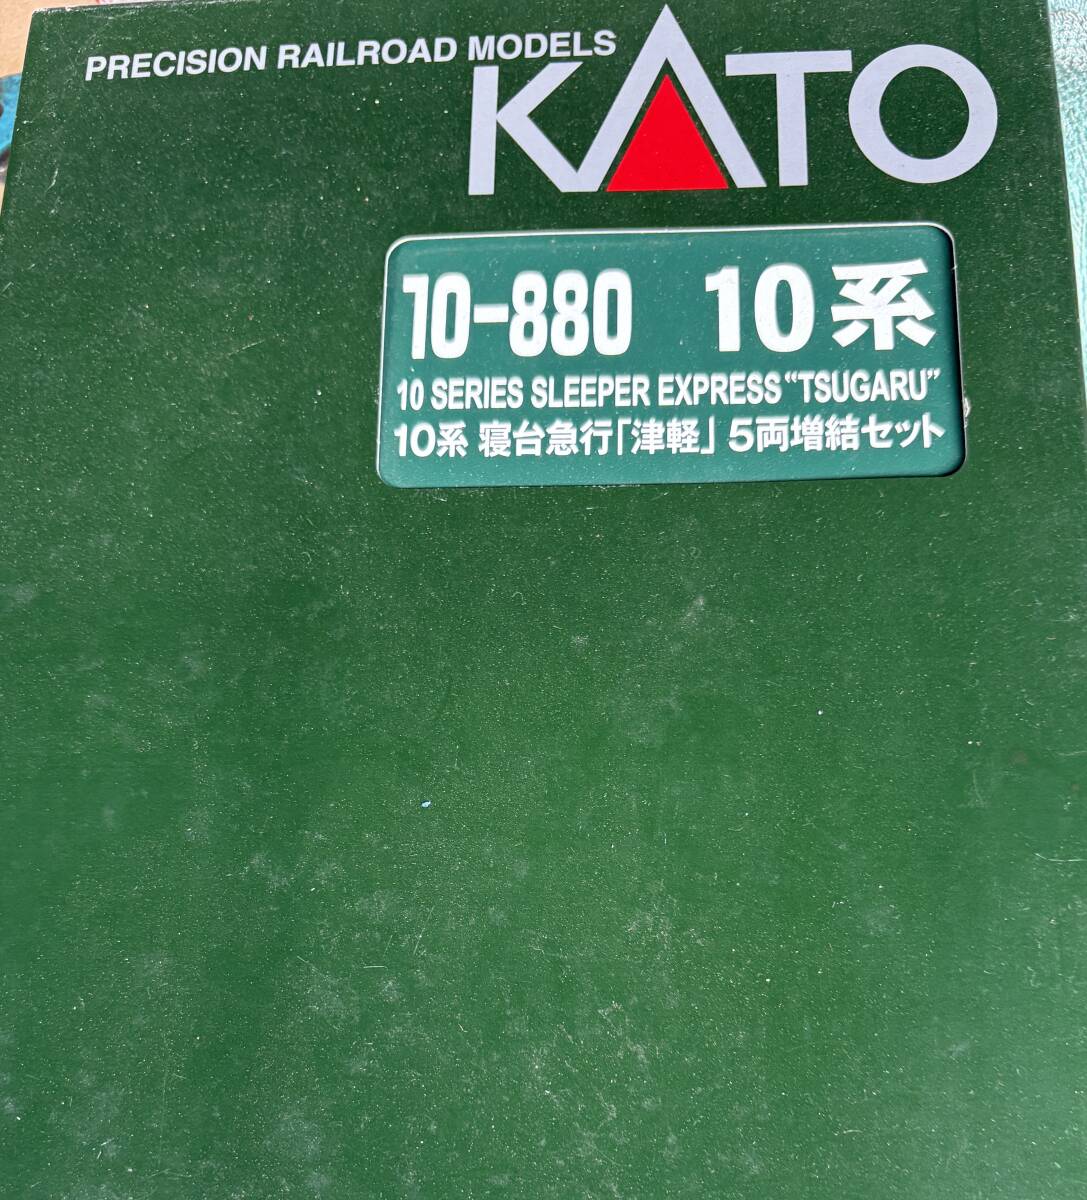 PRECISION RAILROAD MODELS
KATO
10-880 10系
10 SERIES SLEEPER EXPRESS “TSUGARU”
10系 寝台急行「津軽」 5両増結セット